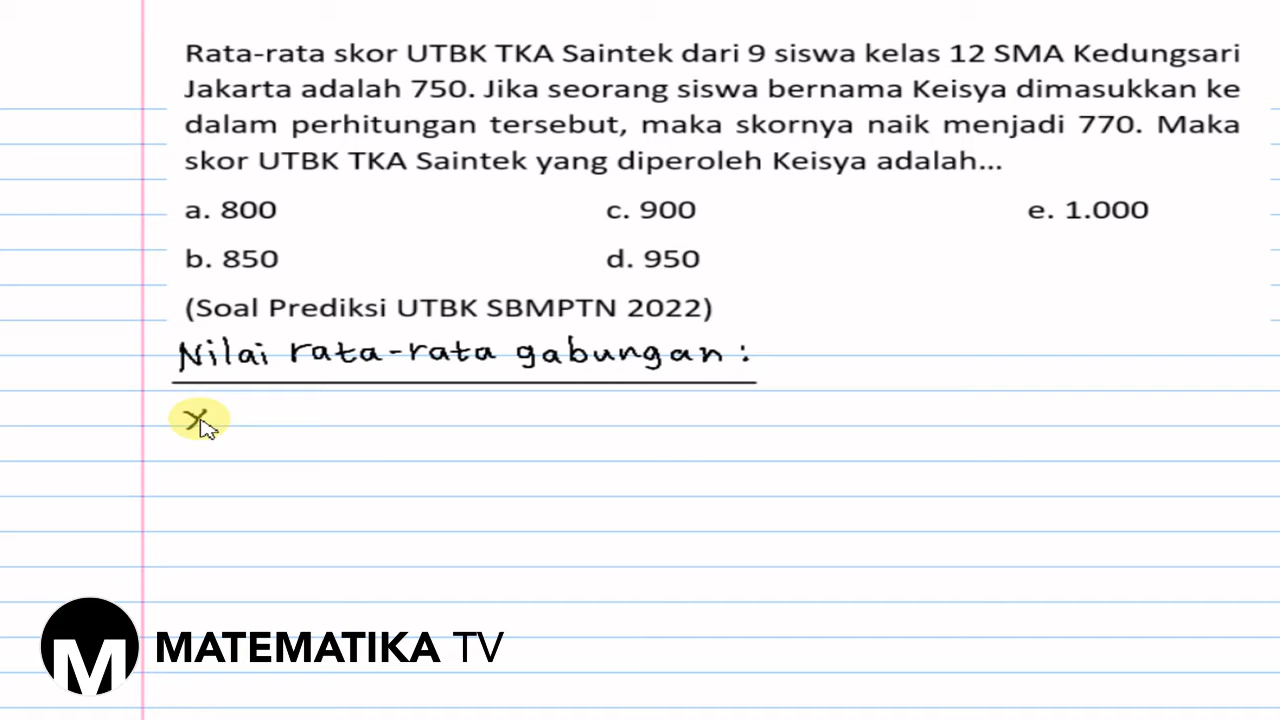 Rata-rata skor UTBK TKA Saintek dari 9 siswa kelas 12 SMA Kedungsari
Jakarta adalah 750. Jika seorang siswa bernama Keisya dimasukkan ke
dalam perhitungan tersebut, maka skornya naik menjadi 770. Maka
skor UTBK TKA Saintek yang diperoleh Keisya adalah...
a. 800 c. 900 e. 1.000
b. 850 d. 950
(Soal Prediksi UTBK SBMPTN 2022)
Nilai rata-rata gabungan :
x
M MATEMATIKA TV